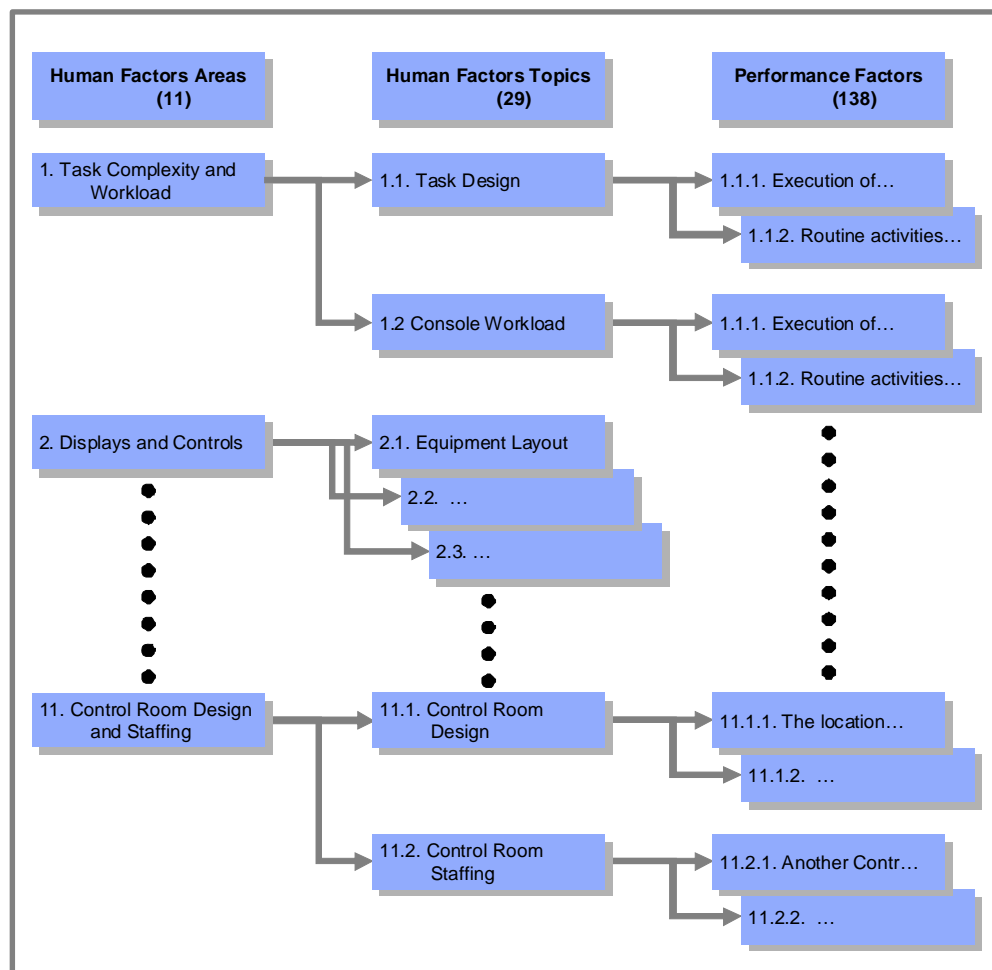 Human Factors Areas
(11)
Human Factors Topics
(29)
Performance Factors
(138)
1. Task Complexity and
Workload
1.1. Task Design
1.1.1. Execution of…
1.1.2. Routine activities…
1.2 Console Workload
1.1.1. Execution of…
1.1.2. Routine activities…
2. Displays and Controls
2.1. Equipment Layout
2.2. …
2.3. …
11. Control Room Design
and Staffing
11.1. Control Room
Design
11.1.1. The location…
11.1.2. …
11.2. Control Room
Staffing
11.2.1. Another Contr…
11.2.2. …